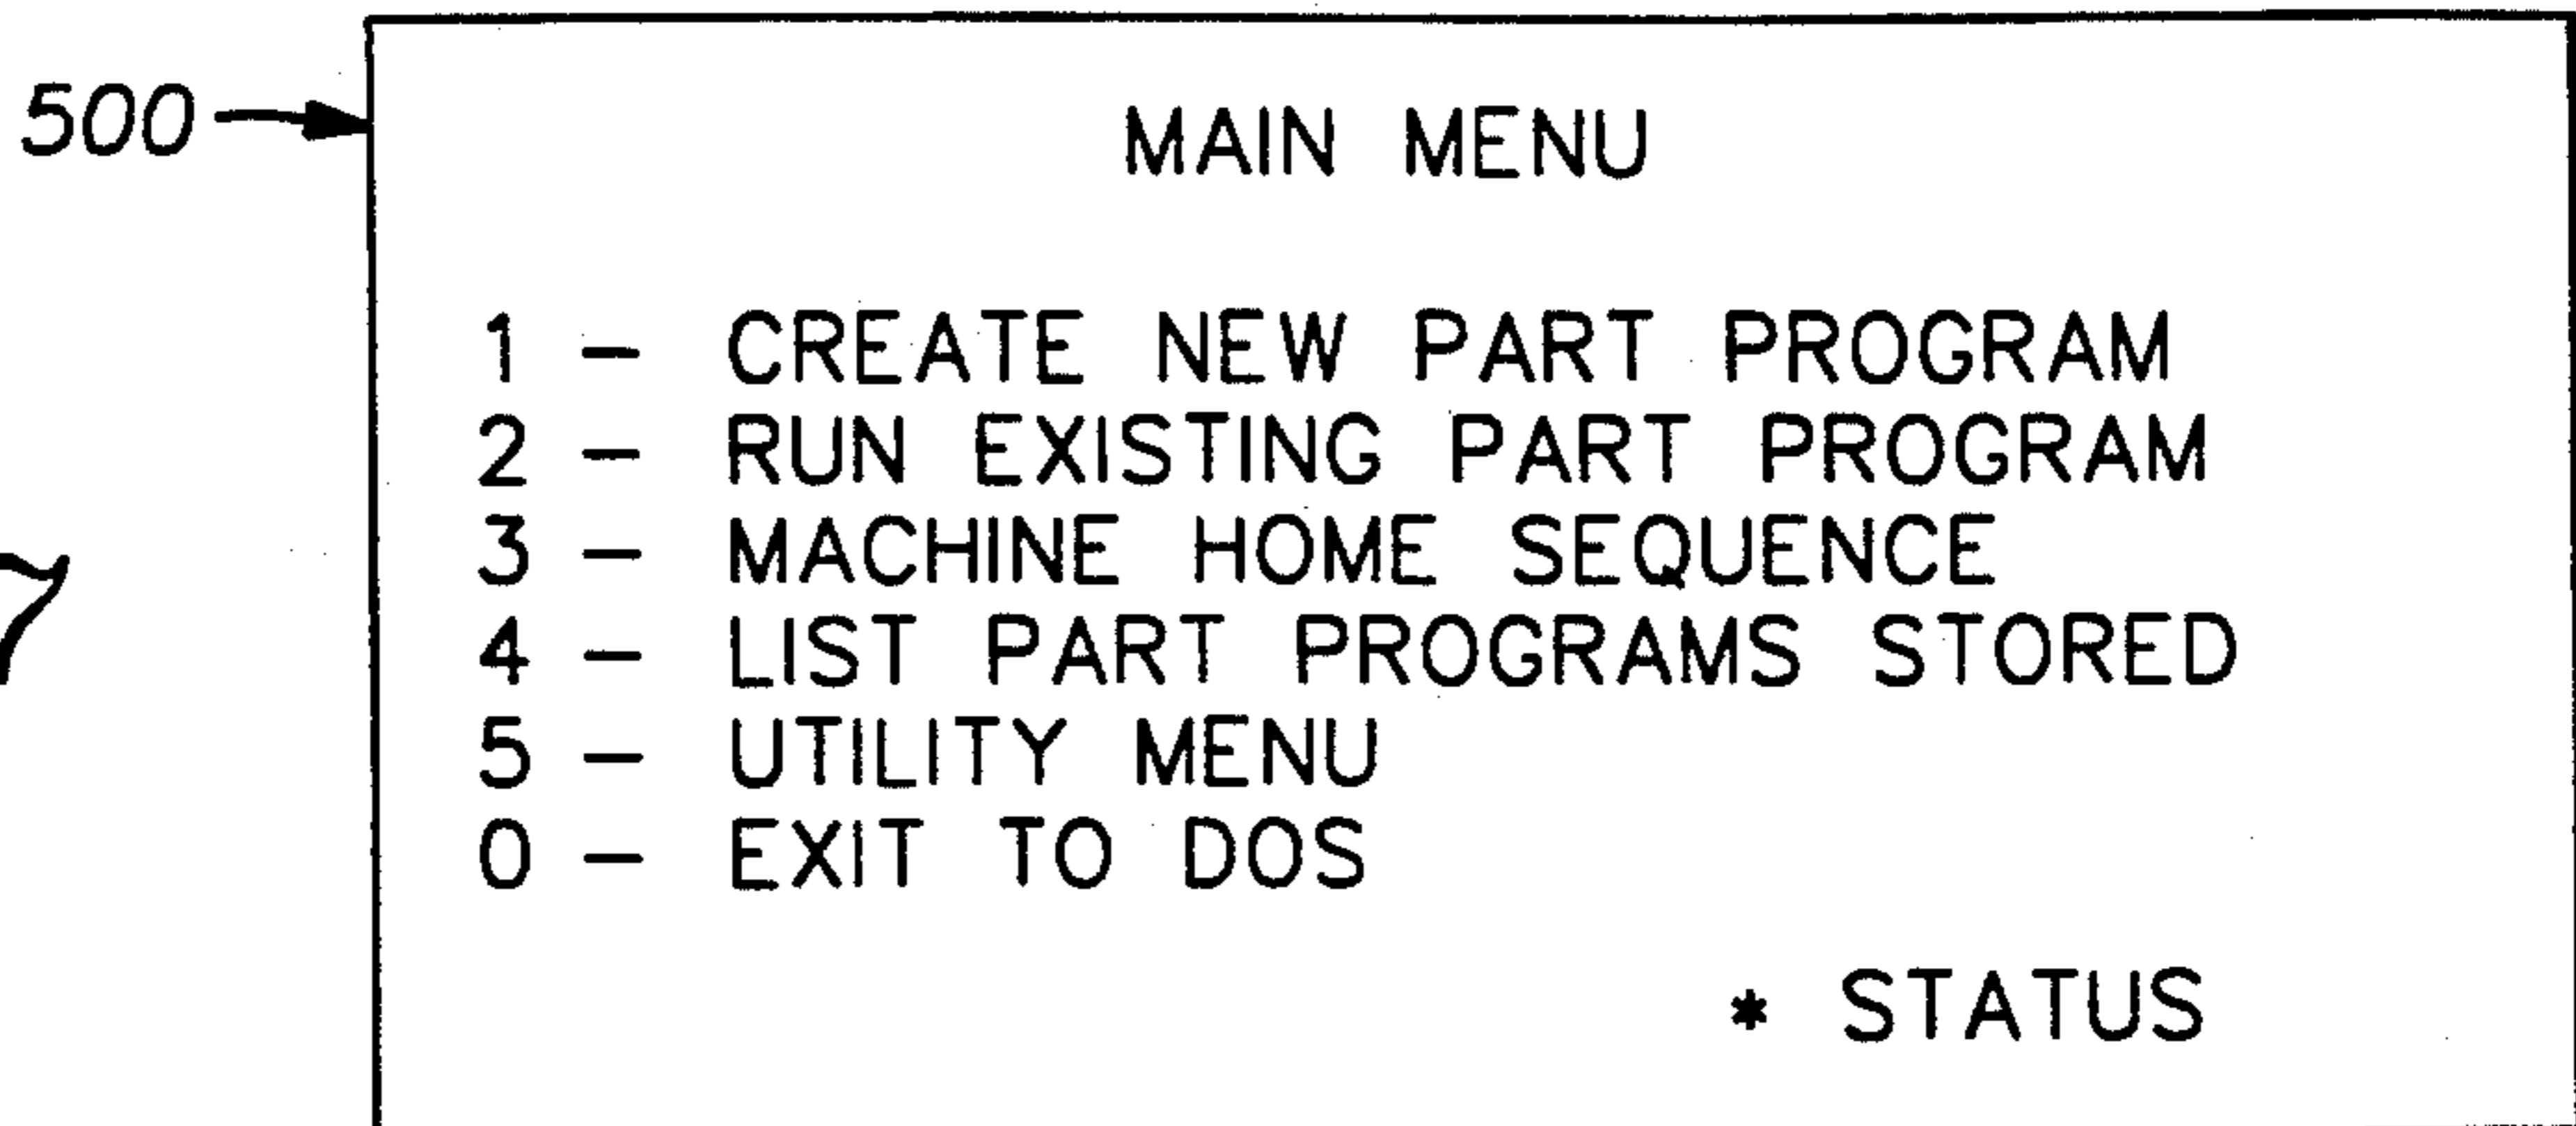 500
MAIN MENU
1 - CREATE NEW PART PROGRAM
2 - RUN EXISTING PART PROGRAM
3 - MACHINE HOME SEQUENCE
7
4 - LIST PART PROGRAMS STORED
5 - UTILITY MENU
0 - EXIT TO DOS
* STATUS